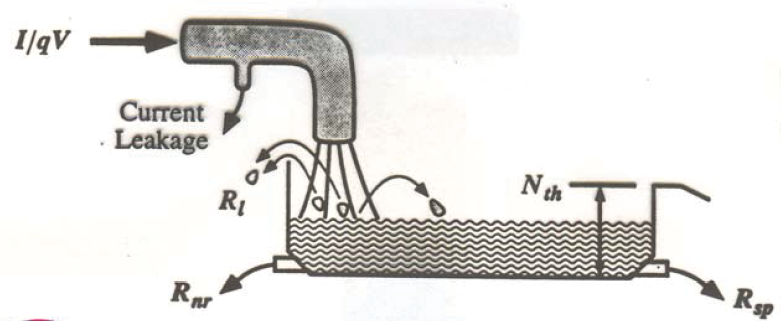 I/qV
Current
Leakage
R_l
N_th
R_nr
R_sp